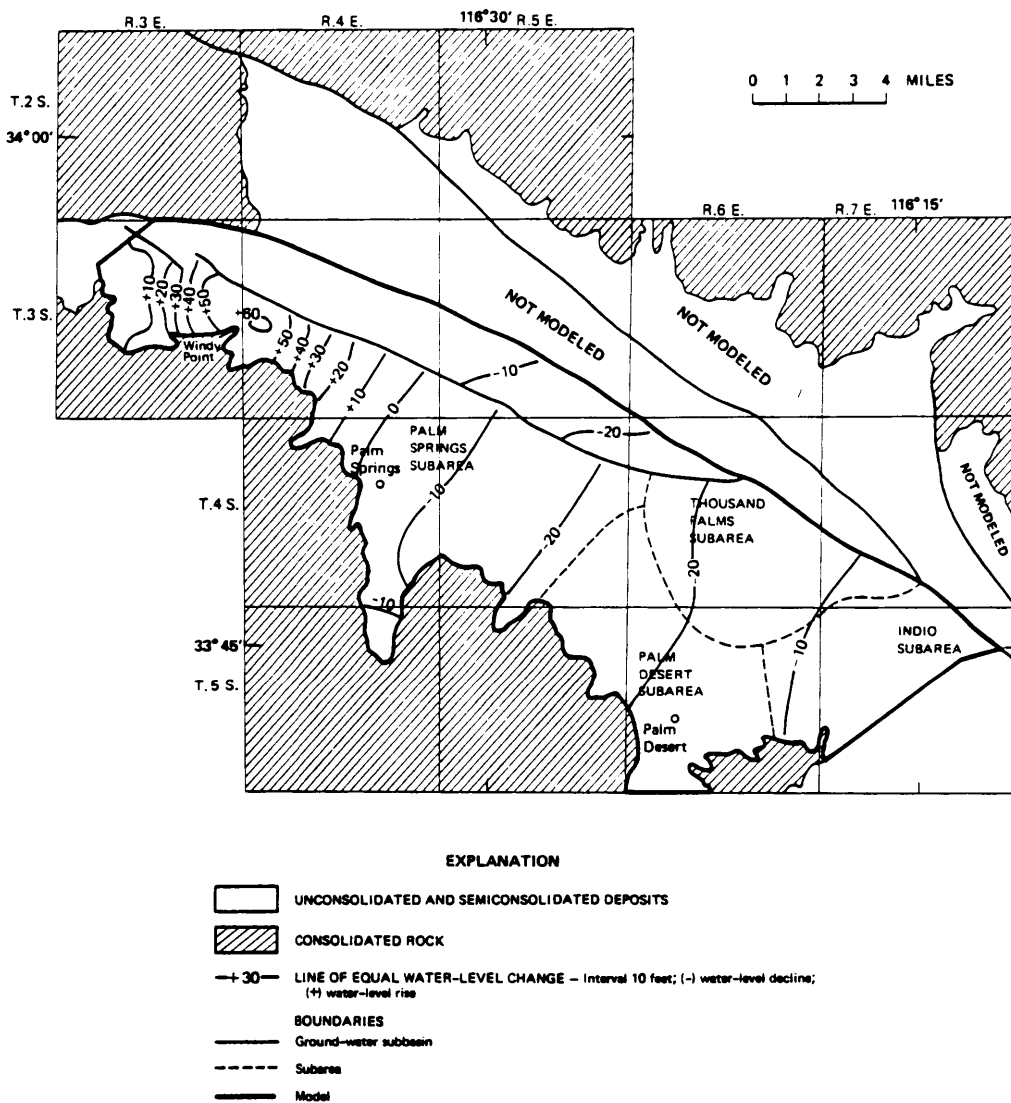 R.3 E.
R.4 E.
116°30'
R.5 E.
0 1 2 3 4 MILES
T.2 S.
34°00'
R.6 E.
R.7 E.
116°15'
T.3 S.
+10
+20
+30
+40
+50
+60
Windy
Point
+50
+40
+30
+20
+10
0
-10
NOT MODELED
NOT MODELED
-20
Palm
Springs
PALM
SPRINGS
SUBAREA
-10
-20
T.4 S.
THOUSAND
PALMS
SUBAREA
-20
NOT MODELED
-10
33°45'
T.5 S.
PALM
DESERT
SUBAREA
-10
INDIO
SUBAREA
Palm
Desert
EXPLANATION
UNCONSOLIDATED AND SEMICONSOLIDATED DEPOSITS
CONSOLIDATED ROCK
+30 LINE OF EQUAL WATER-LEVEL CHANGE – Interval 10 feet; (-) water-level decline;
(+) water-level rise
BOUNDARIES
Ground-water subbasin
Subarea
Model